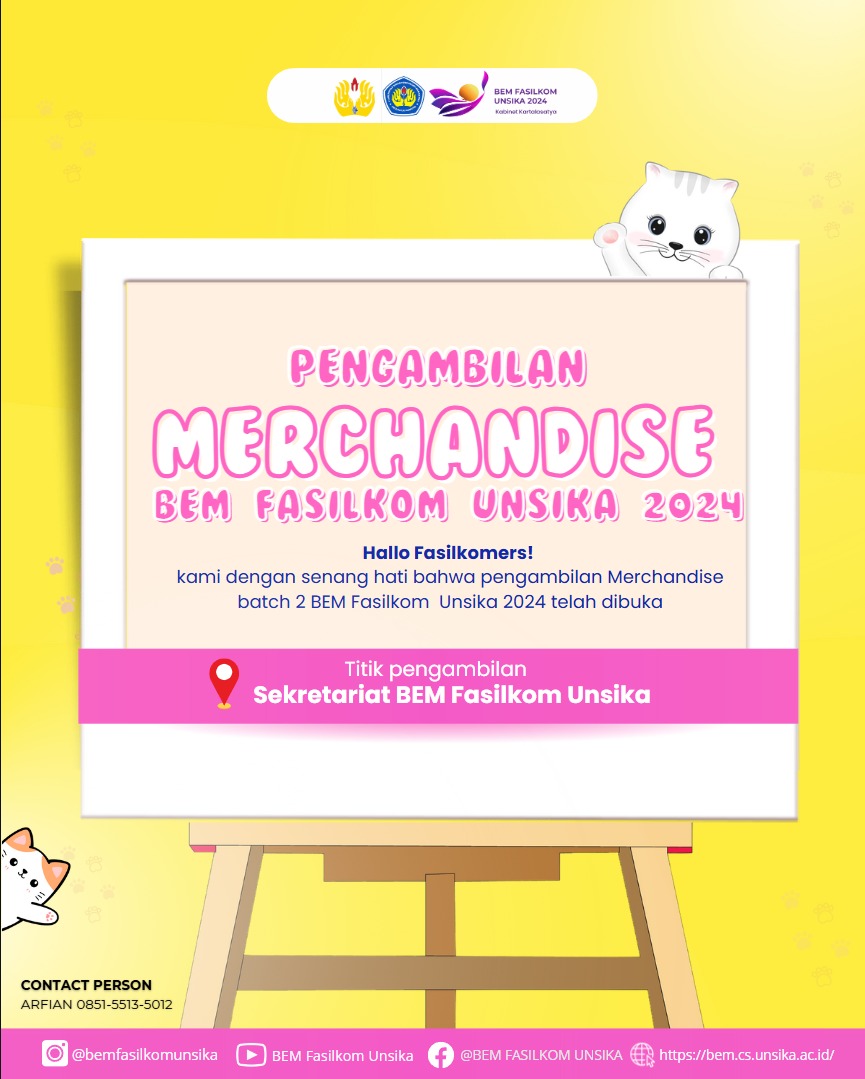 BEM FASILKOM
UNSIKA 2024
Kabinet Kartalasatya
PENGAMBILAN
MERCHANDISE
BEM FASILKOM UNSIKA 2024
Hallo Fasilkomers!
kami dengan senang hati bahwa pengambilan Merchandise
batch 2 BEM Fasilkom Unsika 2024 telah dibuka
Titik pengambilan
Sekretariat BEM Fasilkom Unsika
CONTACT PERSON
ARFIAN 0851-5513-5012
@bemfasilkomunsika BEM Fasilkom Unsika @BEM FASILKOM UNSIKA https://bem.cs.unsika.ac.id/